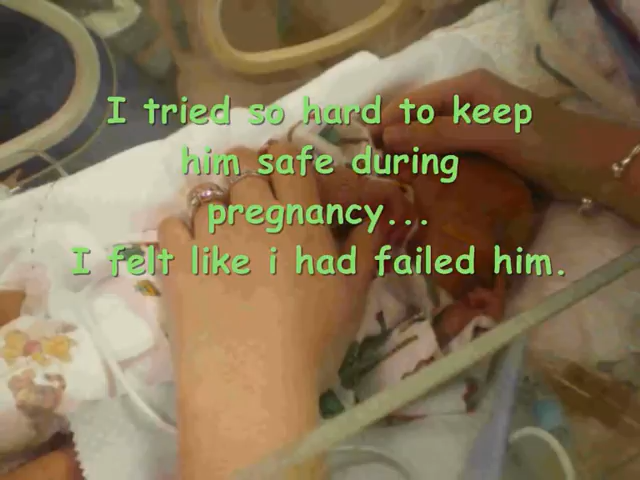 I tried so hard to keep
him safe during
pregnancy...
I felt like i had failed him.